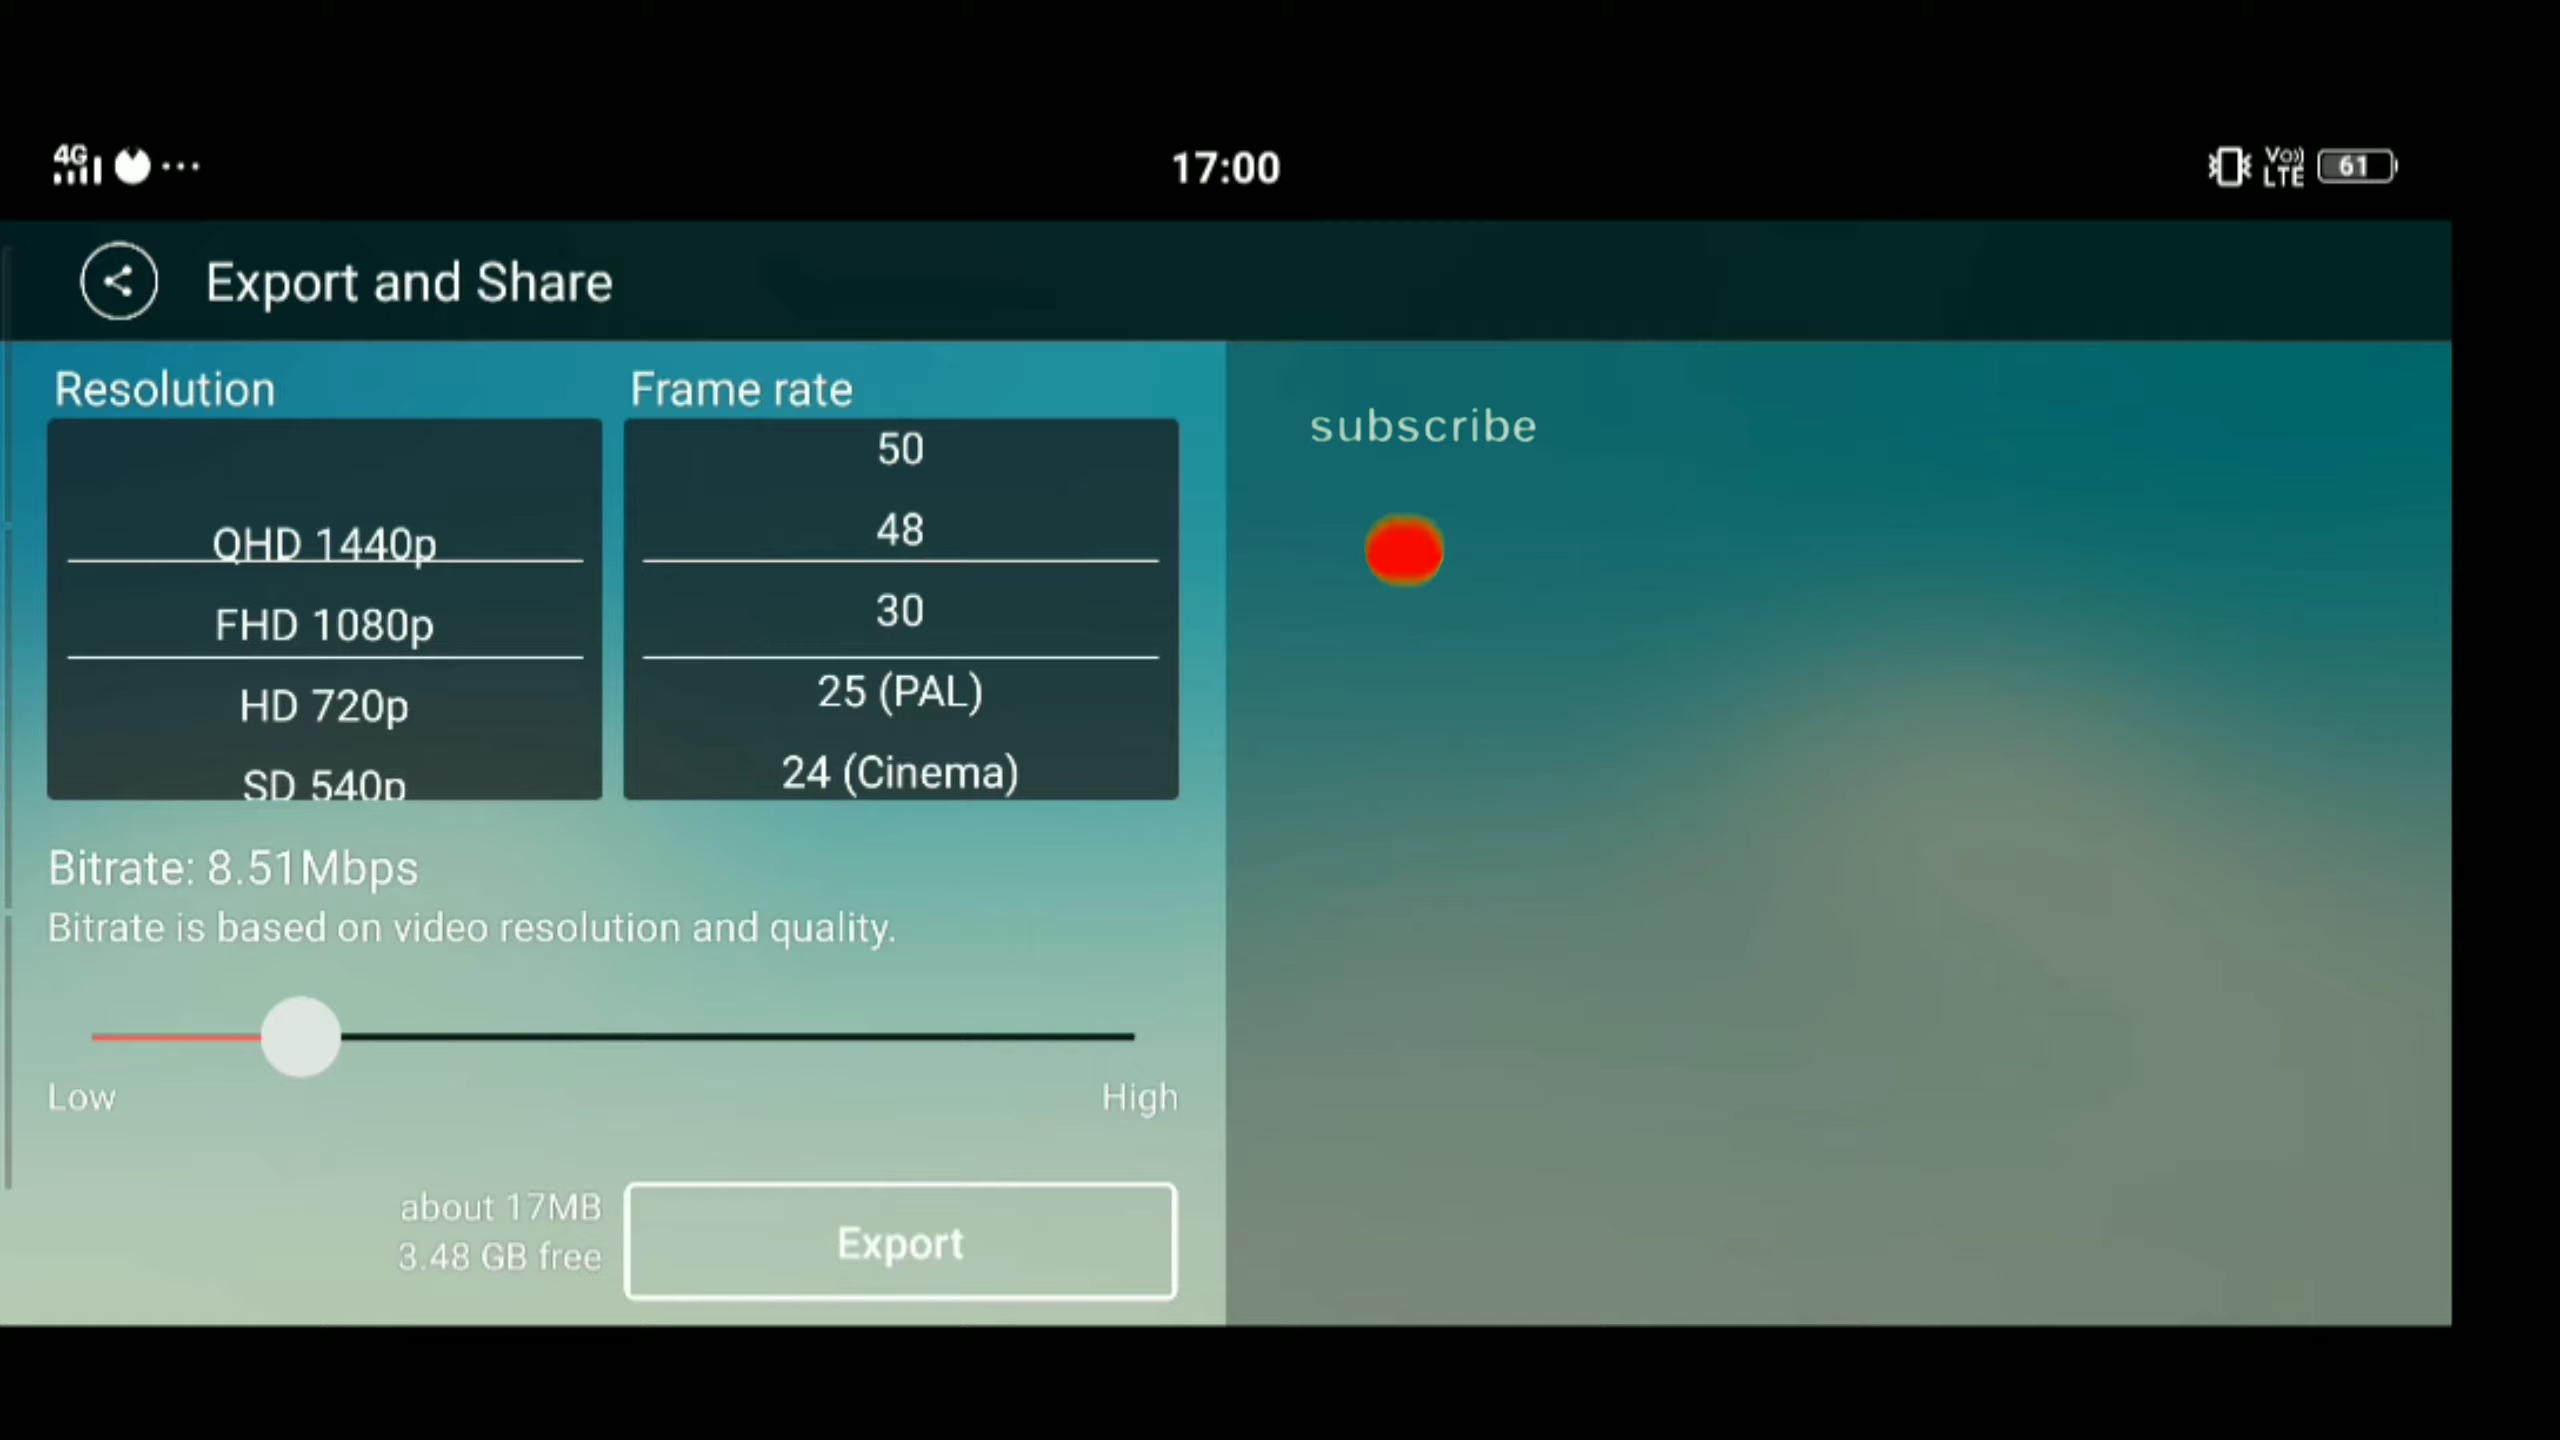 4G
17:00
Vo))
LTE
61
Export and Share
Resolution
QHD 1440p
FHD 1080p
HD 720p
SD 540p
Frame rate
50
48
30
25 (PAL)
24 (Cinema)
subscribe
Bitrate: 8.51Mbps
Bitrate is based on video resolution and quality.
Low
High
about 17MB
3.48 GB free
Export